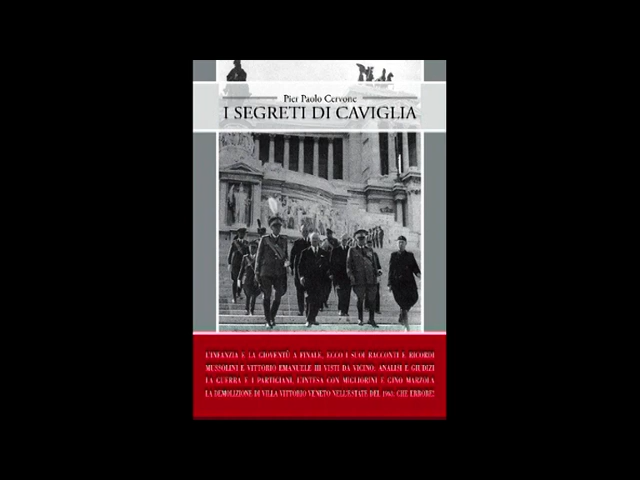 Pier Paolo Cervone
I SEGRETI DI CAVIGLIA
L'INFANZIA E LA GIOVENTÙ A FINALE, ECCO I SUOI RACCONTI E RICORDI
MUSSOLINI E VITTORIO EMANUELE III VISTI DA VICINO: ANALISI E GIUDIZI
LA GUERRA E I PARTIGIANI, L'INTESA CON MIGLIORINI E GINO MARZOLA
LA DEMOLIZIONE DI VILLA VITTORIO VENETO NELL'ESTATE DEL 1961: CHE ERRORE!